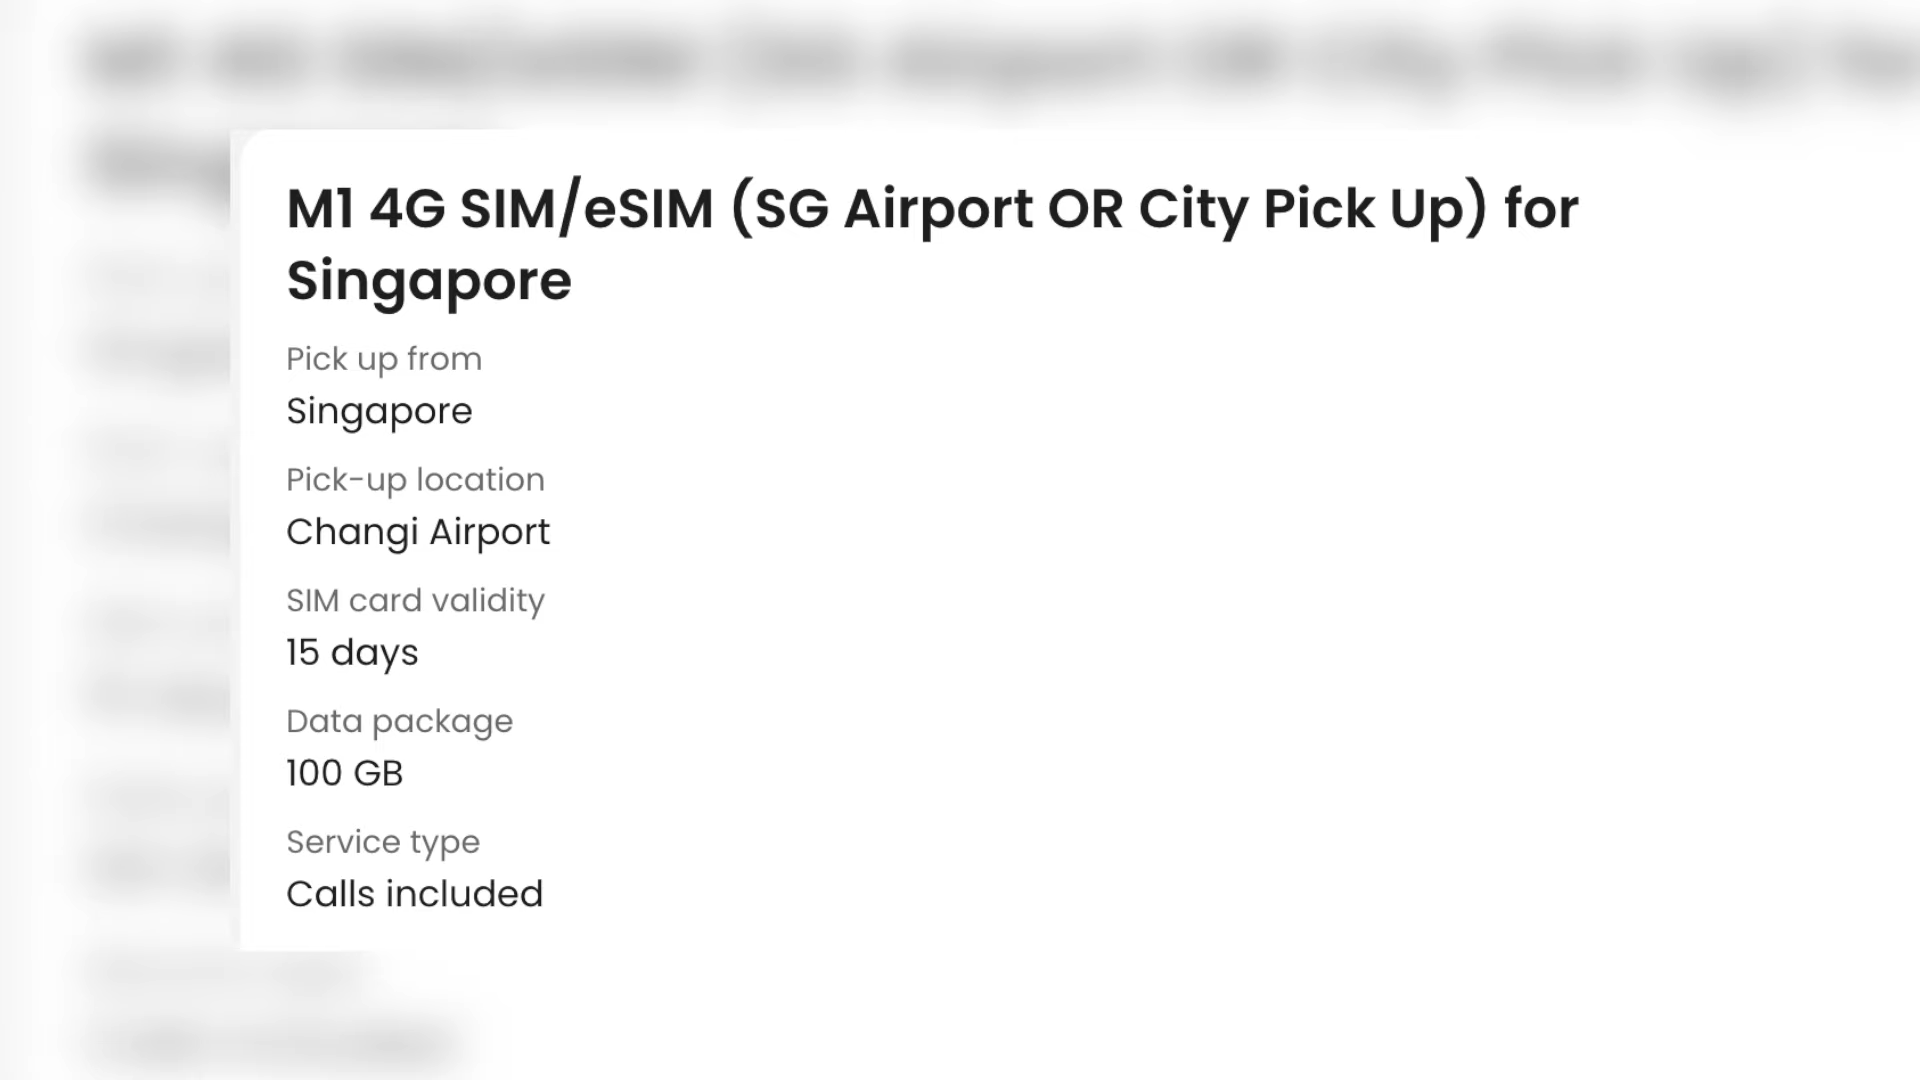 M1 4G SIM/eSIM (SG Airport OR City Pick Up) for
Singapore
Pick up from
Singapore
Pick-up location
Changi Airport
SIM card validity
15 days
Data package
100 GB
Service type
Calls included